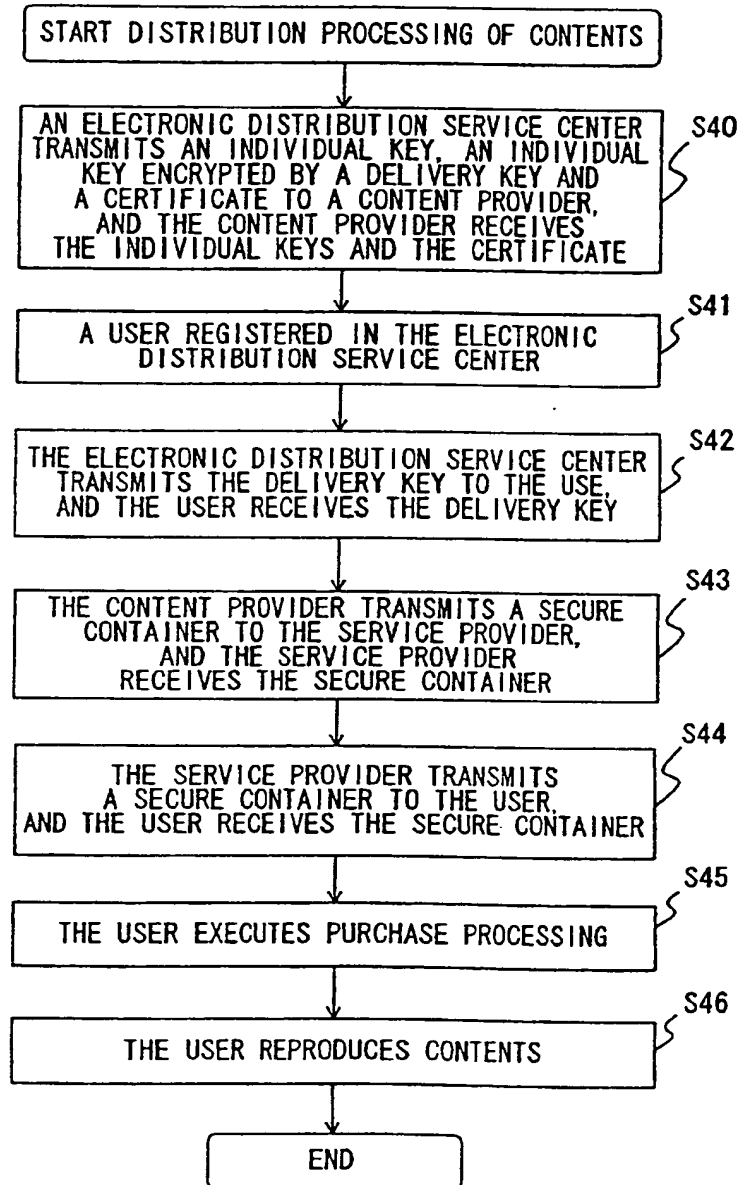 START DISTRIBUTION PROCESSING OF CONTENTS
AN ELECTRONIC DISTRIBUTION SERVICE CENTER
TRANSMITS AN INDIVIDUAL KEY, AN INDIVIDUAL
KEY ENCRYPTED BY A DELIVERY KEY AND
A CERTIFICATE TO A CONTENT PROVIDER,
AND THE CONTENT PROVIDER RECEIVES
THE INDIVIDUAL KEYS AND THE CERTIFICATE
S40
A USER REGISTERED IN THE ELECTRONIC
DISTRIBUTION SERVICE CENTER
S41
THE ELECTRONIC DISTRIBUTION SERVICE CENTER
TRANSMITS THE DELIVERY KEY TO THE USE,
AND THE USER RECEIVES THE DELIVERY KEY
S42
THE CONTENT PROVIDER TRANSMITS A SECURE
CONTAINER TO THE SERVICE PROVIDER,
AND THE SERVICE PROVIDER
RECEIVES THE SECURE CONTAINER
S43
THE SERVICE PROVIDER TRANSMITS
A SECURE CONTAINER TO THE USER,
AND THE USER RECEIVES THE SECURE CONTAINER
S44
THE USER EXECUTES PURCHASE PROCESSING
S45
THE USER REPRODUCES CONTENTS
S46
END